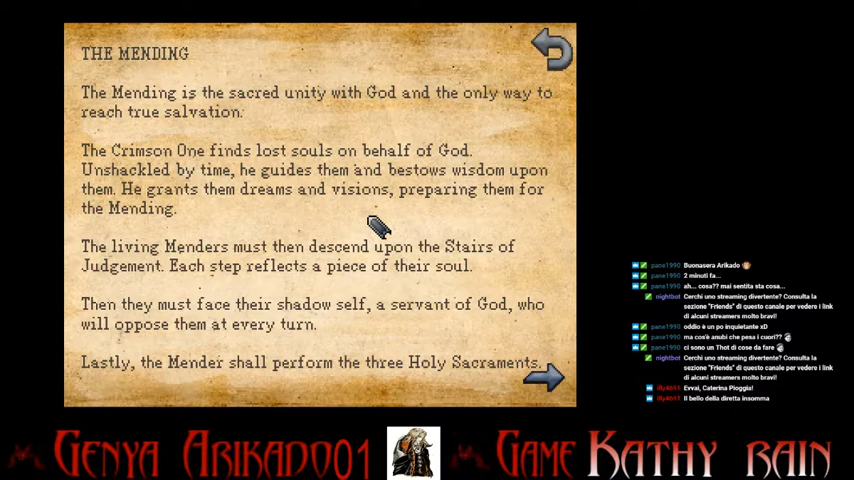 THE MENDING
The Mending is the sacred unity with God and the only way to
reach true salvation.
The Crimson One finds lost souls on behalf of God.
Unshackled by time, he guides them and bestows wisdom upon
them. He grants them dreams and visions, preparing them for
the Mending.
The living Menders must then descend upon the Stairs of
Judgement. Each step reflects a piece of their soul.
Then they must face their shadow self, a servant of God, who
will oppose them at every turn.
Lastly, the Mender shall perform the three Holy Sacraments.
pane1990 Buonasera Arikado
pane1990 2 minuti fa...
pane1990 ah... cosa?? mai sentita sta cosa...
nightbot Cerchi uno streaming divertente? Consulta la
sezione "Friends" di questo canale per vedere i link
di alcuni streamers molto bravi!
pane1990 oddio è un po inquietante xD
pane1990 ma cos'è anubi che pesa i cuori??
pane1990 ci sono un Thot di cose da fare
nightbot Cerchi uno streaming divertente? Consulta la
sezione "Friends" di questo canale per vedere i link
di alcuni streamers molto bravi!
illy4691 Evvai, Caterina Pioggia!
illy4691 Il bello della diretta insomma
GENYA ARIKADO01 GAME KATHY RAIN